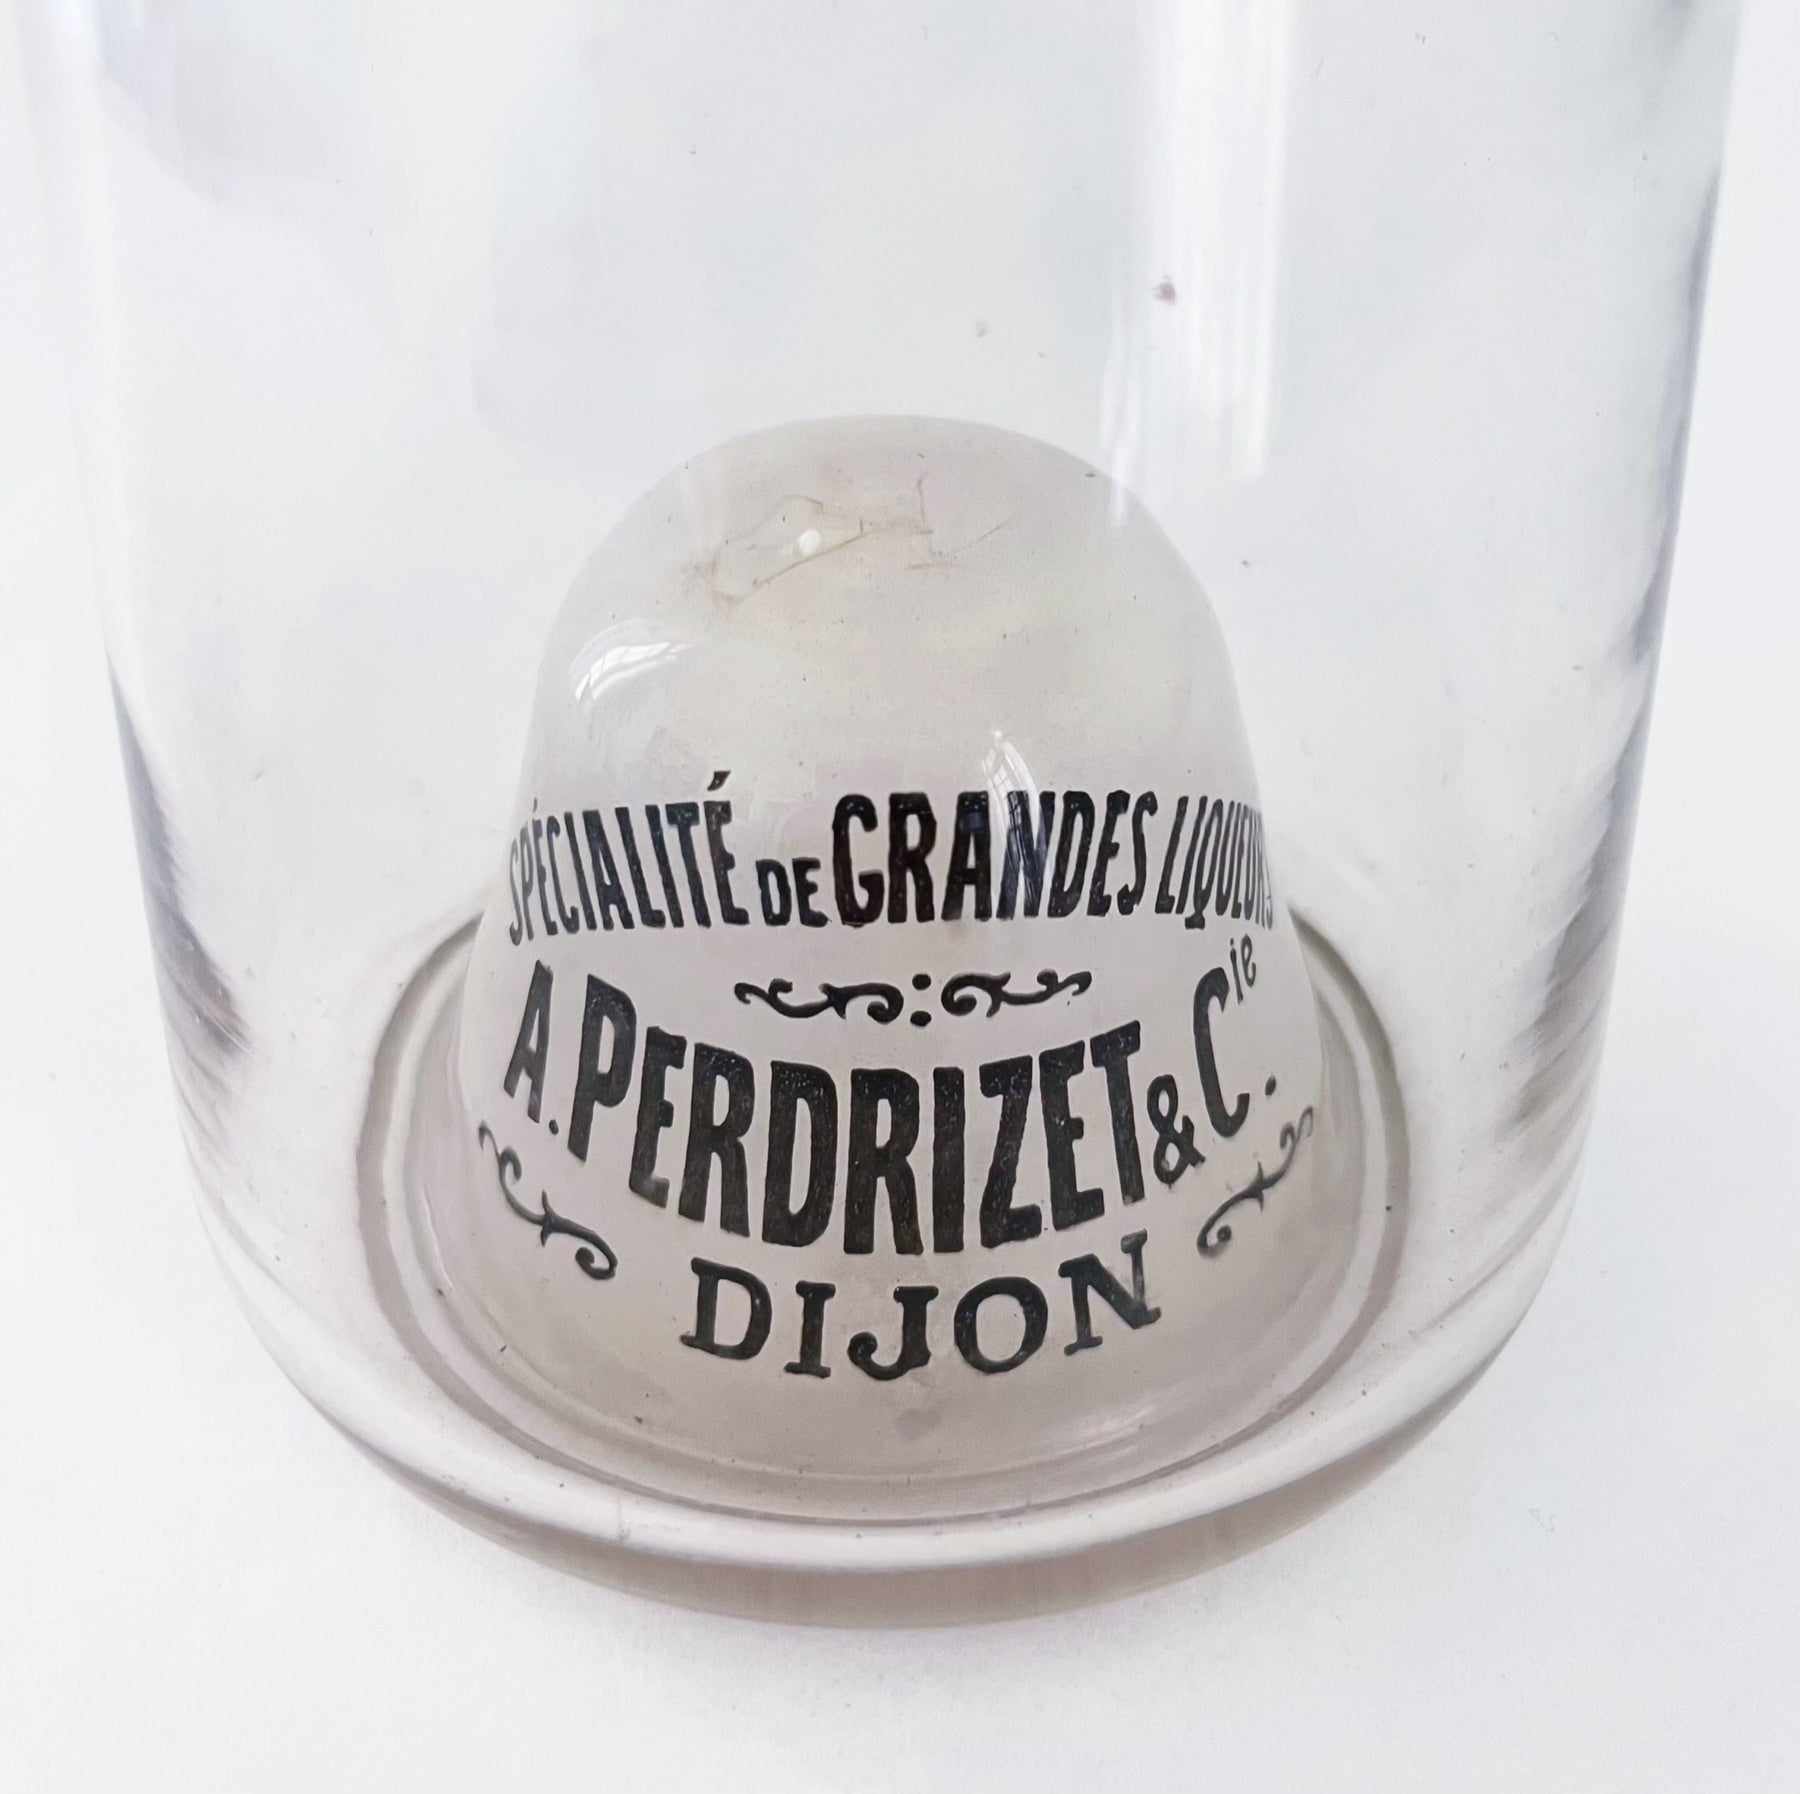 SPÉCIALITÉ DE GRANDES LIQUEURS
A. PERDRIZET & Cie.
DIJON